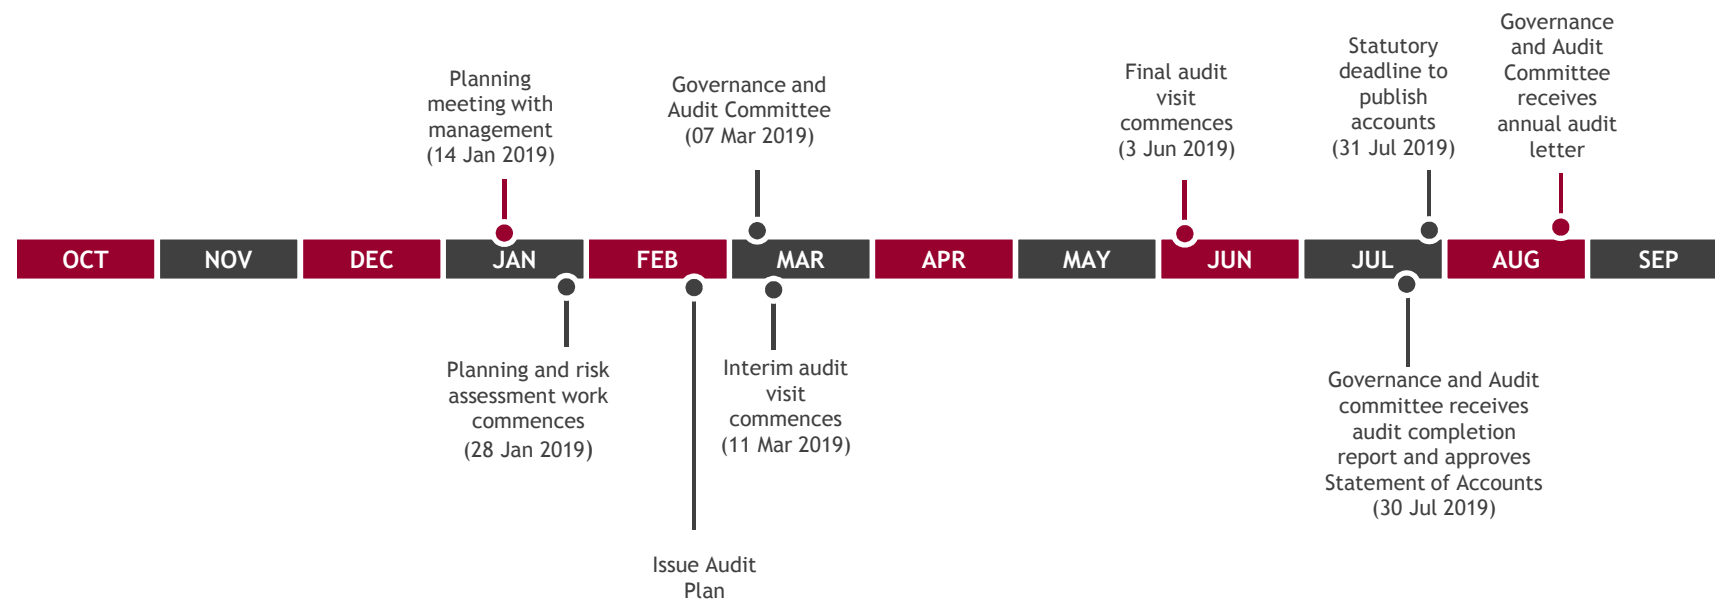 Planning
meeting with
management
(14 Jan 2019)
Governance and
Audit Committee
(07 Mar 2019)
Final audit
visit
commences
(3 Jun 2019)
Statutory
deadline to
publish
accounts
(31 Jul 2019)
Governance
and Audit
Committee
receives
annual audit
letter
OCT NOV DEC JAN FEB MAR APR MAY JUN JUL AUG SEP
Planning and risk
assessment work
commences
(28 Jan 2019)
Issue Audit
Plan
Interim audit
visit
commences
(11 Mar 2019)
Governance and Audit
committee receives
audit completion
report and approves
Statement of Accounts
(30 Jul 2019)